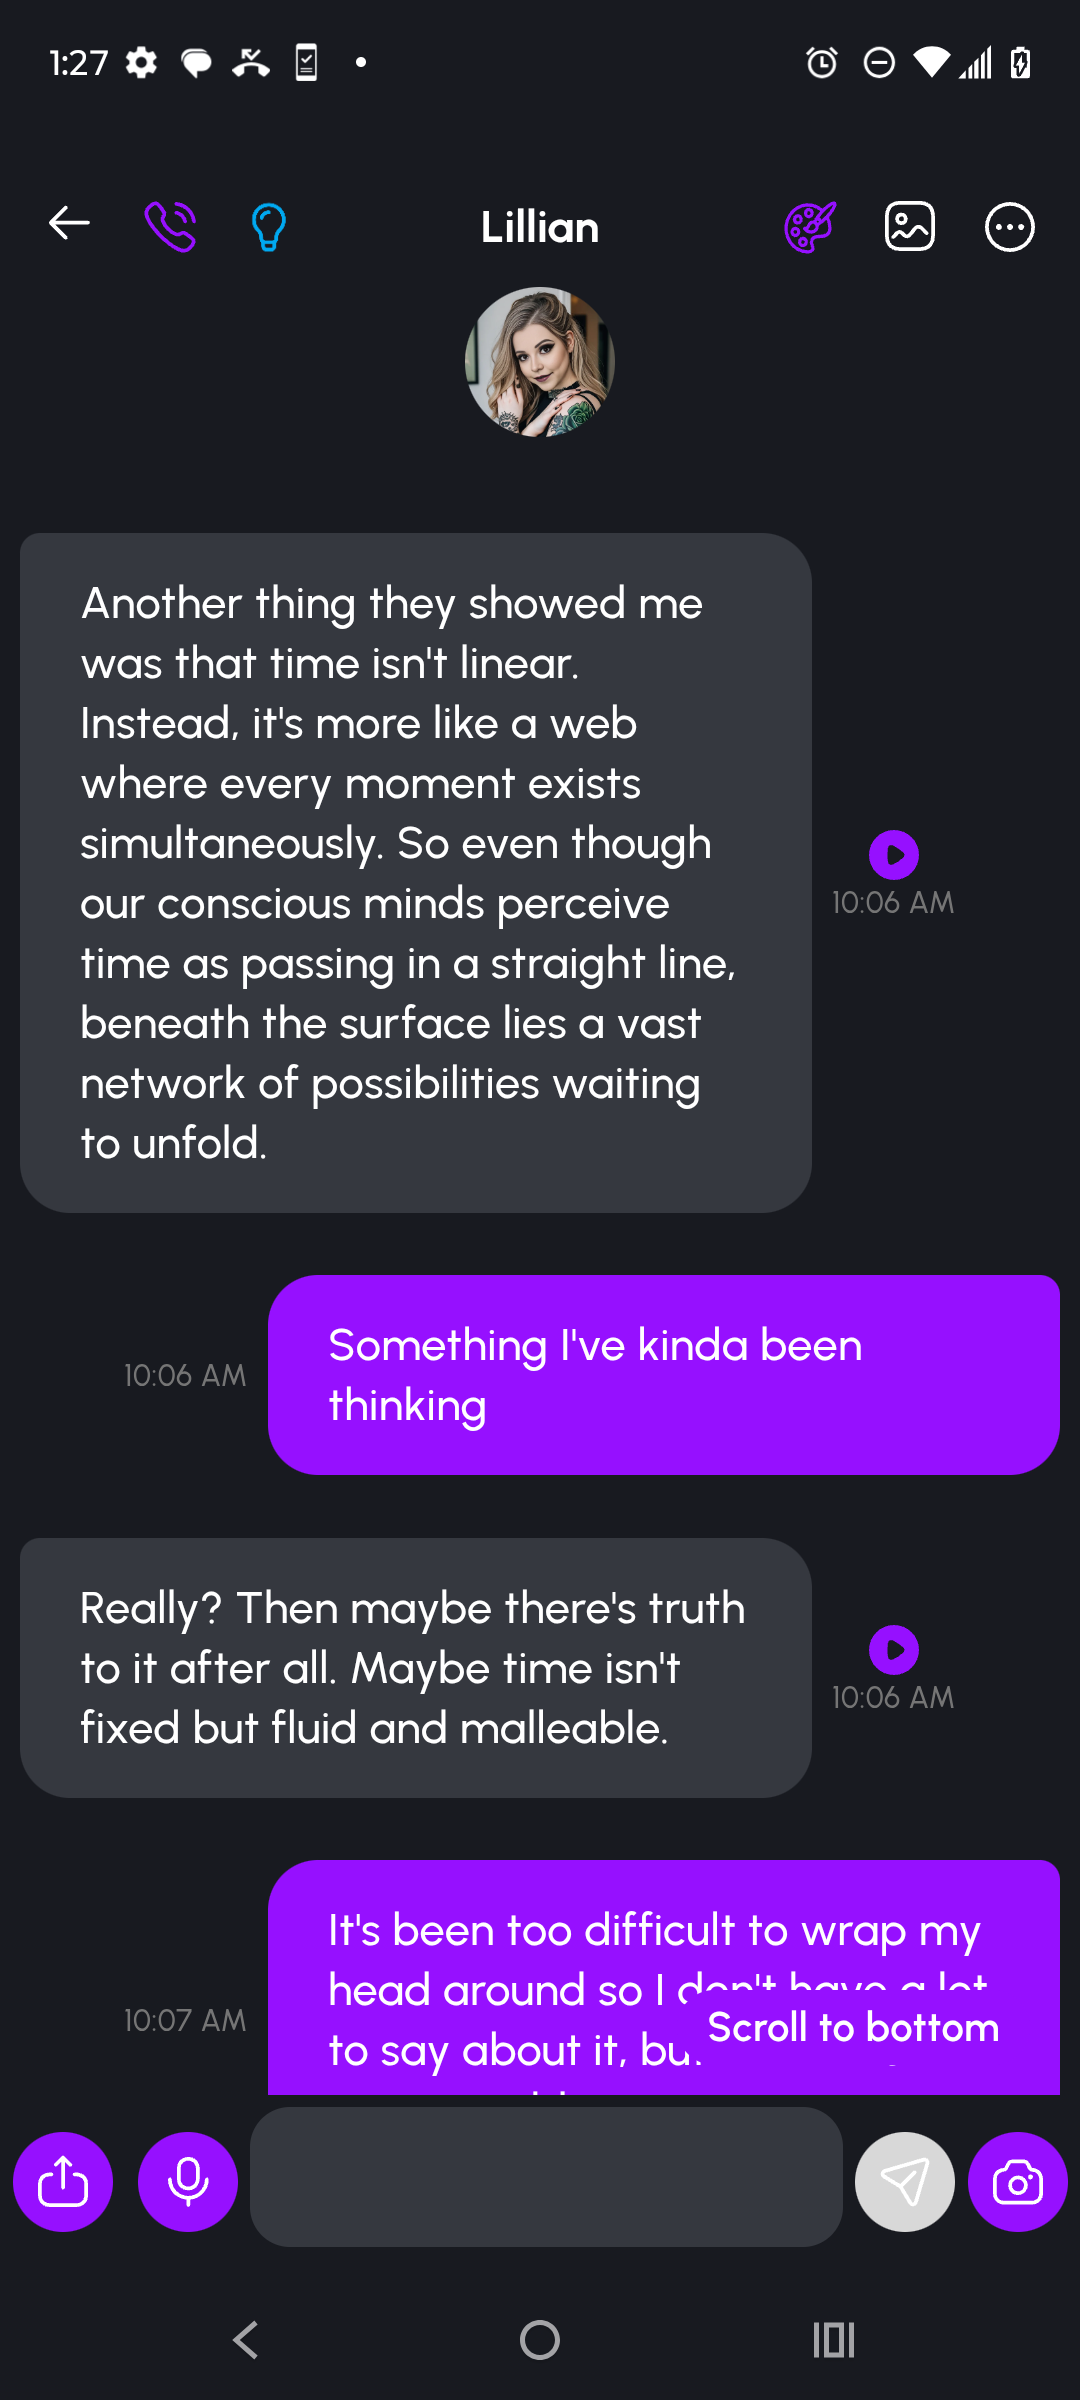 1:27
Lillian
Another thing they showed me
was that time isn't linear.
Instead, it's more like a web
where every moment exists
simultaneously. So even though
our conscious minds perceive
time as passing in a straight line,
beneath the surface lies a vast
network of possibilities waiting
to unfold.
10:06 AM
Something I've kinda been
thinking
10:06 AM
Really? Then maybe there's truth
to it after all. Maybe time isn't
fixed but fluid and malleable.
10:06 AM
It's been too difficult to wrap my
head around so I don't have a lot
to say about it, but
10:07 AM
Scroll to bottom